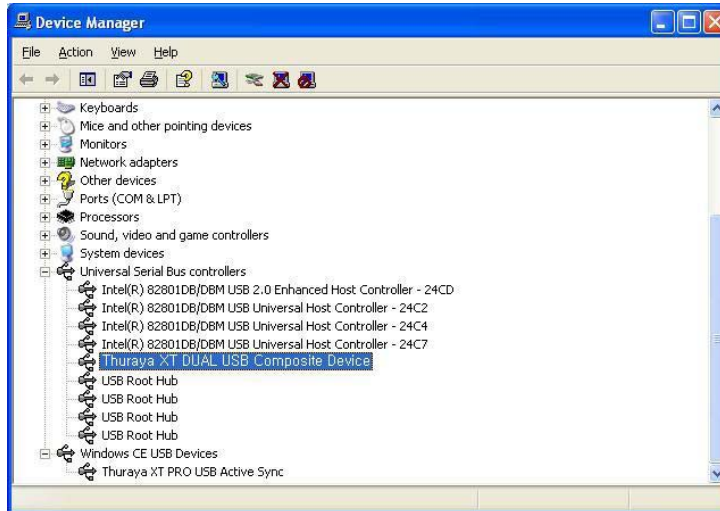 Device Manager
File Action View Help
Keyboards
Mice and other pointing devices
Monitors
Network adapters
Other devices
Ports (COM & LPT)
Processors
Sound, video and game controllers
System devices
Universal Serial Bus controllers
Intel(R) 82801DB/DBM USB 2.0 Enhanced Host Controller - 24CD
Intel(R) 82801DB/DBM USB Universal Host Controller - 24C2
Intel(R) 82801DB/DBM USB Universal Host Controller - 24C4
Intel(R) 82801DB/DBM USB Universal Host Controller - 24C7
Thuraya XT DUAL USB Composite Device
USB Root Hub
USB Root Hub
USB Root Hub
USB Root Hub
Windows CE USB Devices
Thuraya XT PRO USB Active Sync